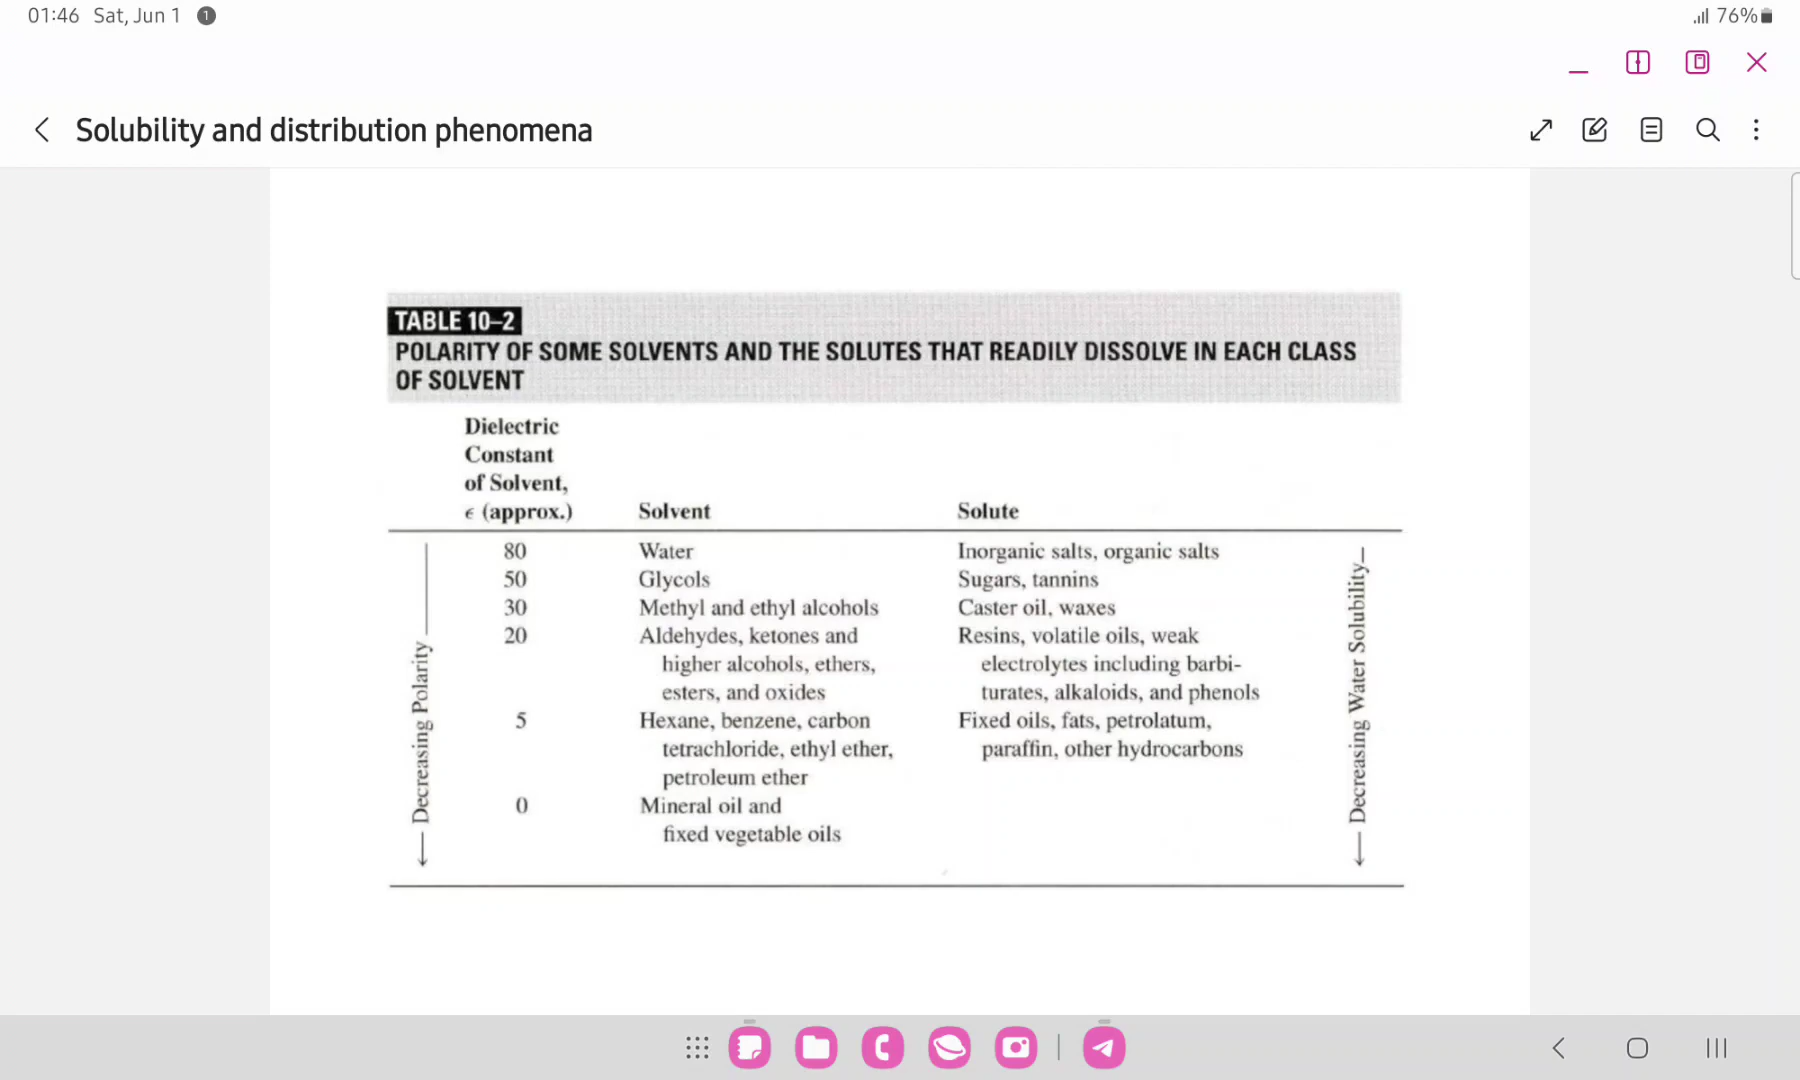 01:46 Sat, Jun 1 1
76%
Solubility and distribution phenomena
TABLE 10–2
POLARITY OF SOME SOLVENTS AND THE SOLUTES THAT READILY DISSOLVE IN EACH CLASS
OF SOLVENT
Dielectric
Constant
of Solvent,
ϵ (approx.) Solvent Solute
80 Water Inorganic salts, organic salts
50 Glycols Sugars, tannins
30 Methyl and ethyl alcohols Caster oil, waxes
20 Aldehydes, ketones and Resins, volatile oils, weak
higher alcohols, ethers, electrolytes including barbi-
esters, and oxides turates, alkaloids, and phenols
5 Hexane, benzene, carbon Fixed oils, fats, petrolatum,
tetrachloride, ethyl ether, paraffin, other hydrocarbons
petroleum ether
0 Mineral oil and
fixed vegetable oils
Decreasing Polarity
Decreasing Water Solubility